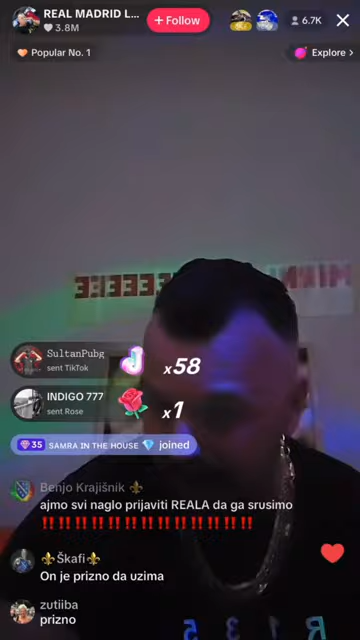 REAL MADRID L...
3.8M
+ Follow
6.7K
Popular No. 1
Explore >
SultanPubg
sent TikTok
x58
INDIGO 777
sent Rose
x1
35 SAMRA IN THE HOUSE 💎 joined
Benjo Krajišnik ⚜️
ajmo svi naglo prijaviti REALA da ga srusimo
‼️‼️‼️‼️‼️‼️‼️‼️‼️‼️‼️‼️‼️
⚜️Škafi⚜️
On je prizno da uzima
zutiiba
prizno